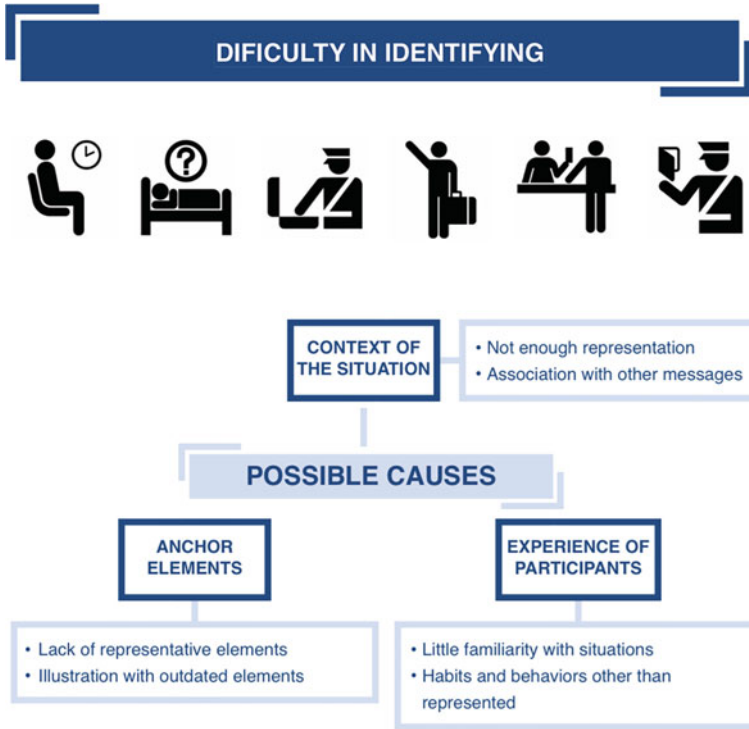 DIFICULTY IN IDENTIFYING
?
CONTEXT OF
THE SITUATION
• Not enough representation
• Association with other messages
POSSIBLE CAUSES
ANCHOR
ELEMENTS
• Lack of representative elements
• Illustration with outdated elements
EXPERIENCE OF
PARTICIPANTS
• Little familiarity with situations
• Habits and behaviors other than
represented